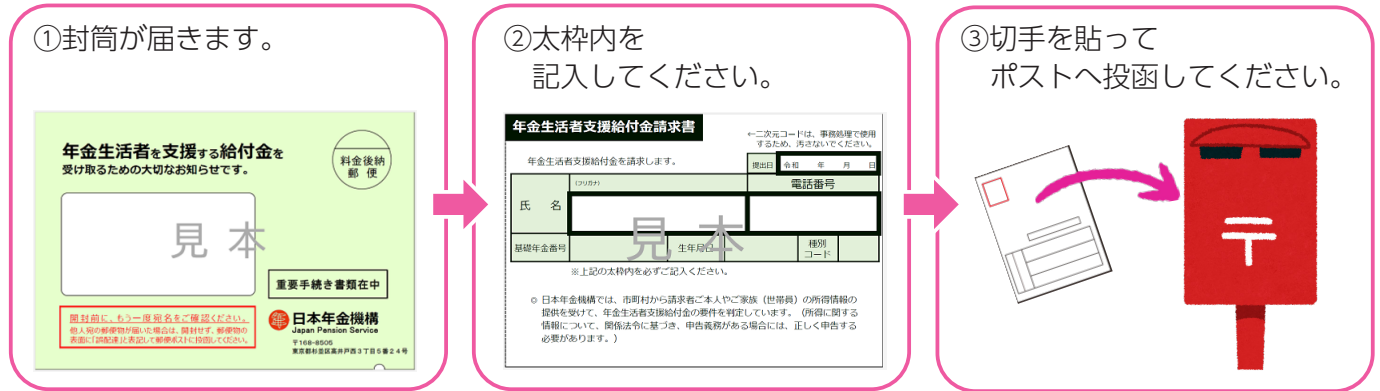 ①封筒が届きます。
年金生活者を支援する給付金を
受け取るための大切なお知らせです。
料金後納
郵 便
見 本
重要手続き書類在中
開封前に、もう一度宛名をご確認ください。
他人宛の郵便物が届いた場合は、開封せず、郵便物の
表面に「誤配達」と表記して郵便ポストに投函してください。
日本年金機構
Japan Pension Service
〒168-8505
東京都杉並区高井戸西3丁目5番24号
②太枠内を
記入してください。
年金生活者支援給付金請求書
←二次元コードは、事務処理で使用
するため、汚さないでください。
年金生活者支援給付金を請求します。
提出日 令和 年 月 日
(フリガナ)
電話番号
氏 名
見 本
基礎年金番号
生年月日
種別
コード
※上記の太枠内を必ずご記入ください。
◎ 日本年金機構では、市町村から請求者ご本人やご家族（世帯員）の所得情報の
提供を受けて、年金生活者支援給付金の要件を判定しています。（所得に関する
情報について、関係法令に基づき、申告義務がある場合には、正しく申告する
必要があります。）
③切手を貼って
ポストへ投函してください。
〒